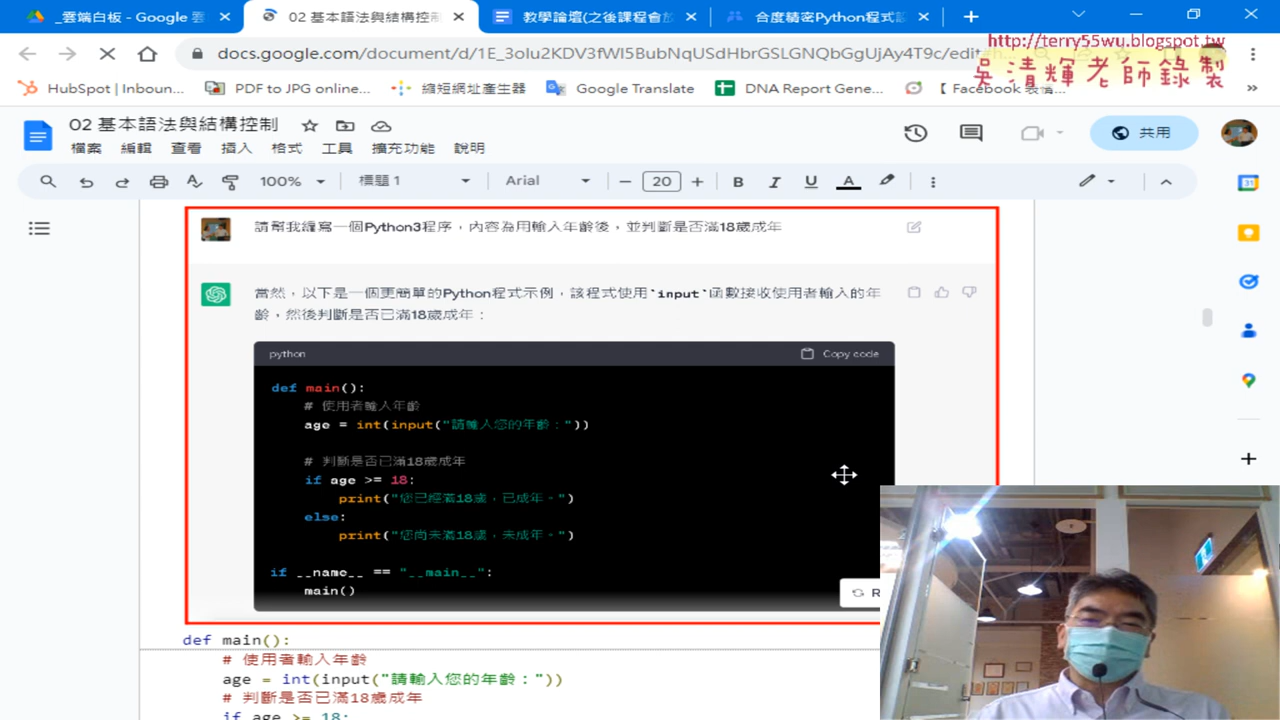 _雲端白板 - Google 雲
02 基本語法與結構控制
教學論壇(之後課程會放
合度精密Python程式設
docs.google.com/document/d/1E_3oIu2KDV3fWI5BubNqUSdHbrGSLGNQbGgUjAy4T9c/edit#h
http://terry55wu.blogspot.tw
吳清輝老師錄製
HubSpot | Inboun...
PDF to JPG online...
縮短網址產生器
Google Translate
DNA Report Gene...
【 Facebook 表情...
02 基本語法與結構控制
檔案 編輯 查看 插入 格式 工具 擴充功能 說明
共用
100% 標題 1 Arial 20 B I U A
請幫我編寫一個Python3程序，內容為用輸入年齡後，並判斷是否滿18歲成年
當然，以下是一個更簡單的Python程式示例，該程式使用`input`函數接收使用者輸入的年
齡，然後判斷是否已滿18歲成年：
python Copy code
def main():
# 使用者輸入年齡
age = int(input("請輸入您的年齡："))
# 判斷是否已滿18歲成年
if age >= 18:
print("您已經滿18歲，已成年。")
else:
print("您尚未滿18歲，未成年。")
if __name__ == "__main__":
main()
R
def main():
# 使用者輸入年齡
age = int(input("請輸入您的年齡："))
# 判斷是否已滿18歲成年
if age >= 18: